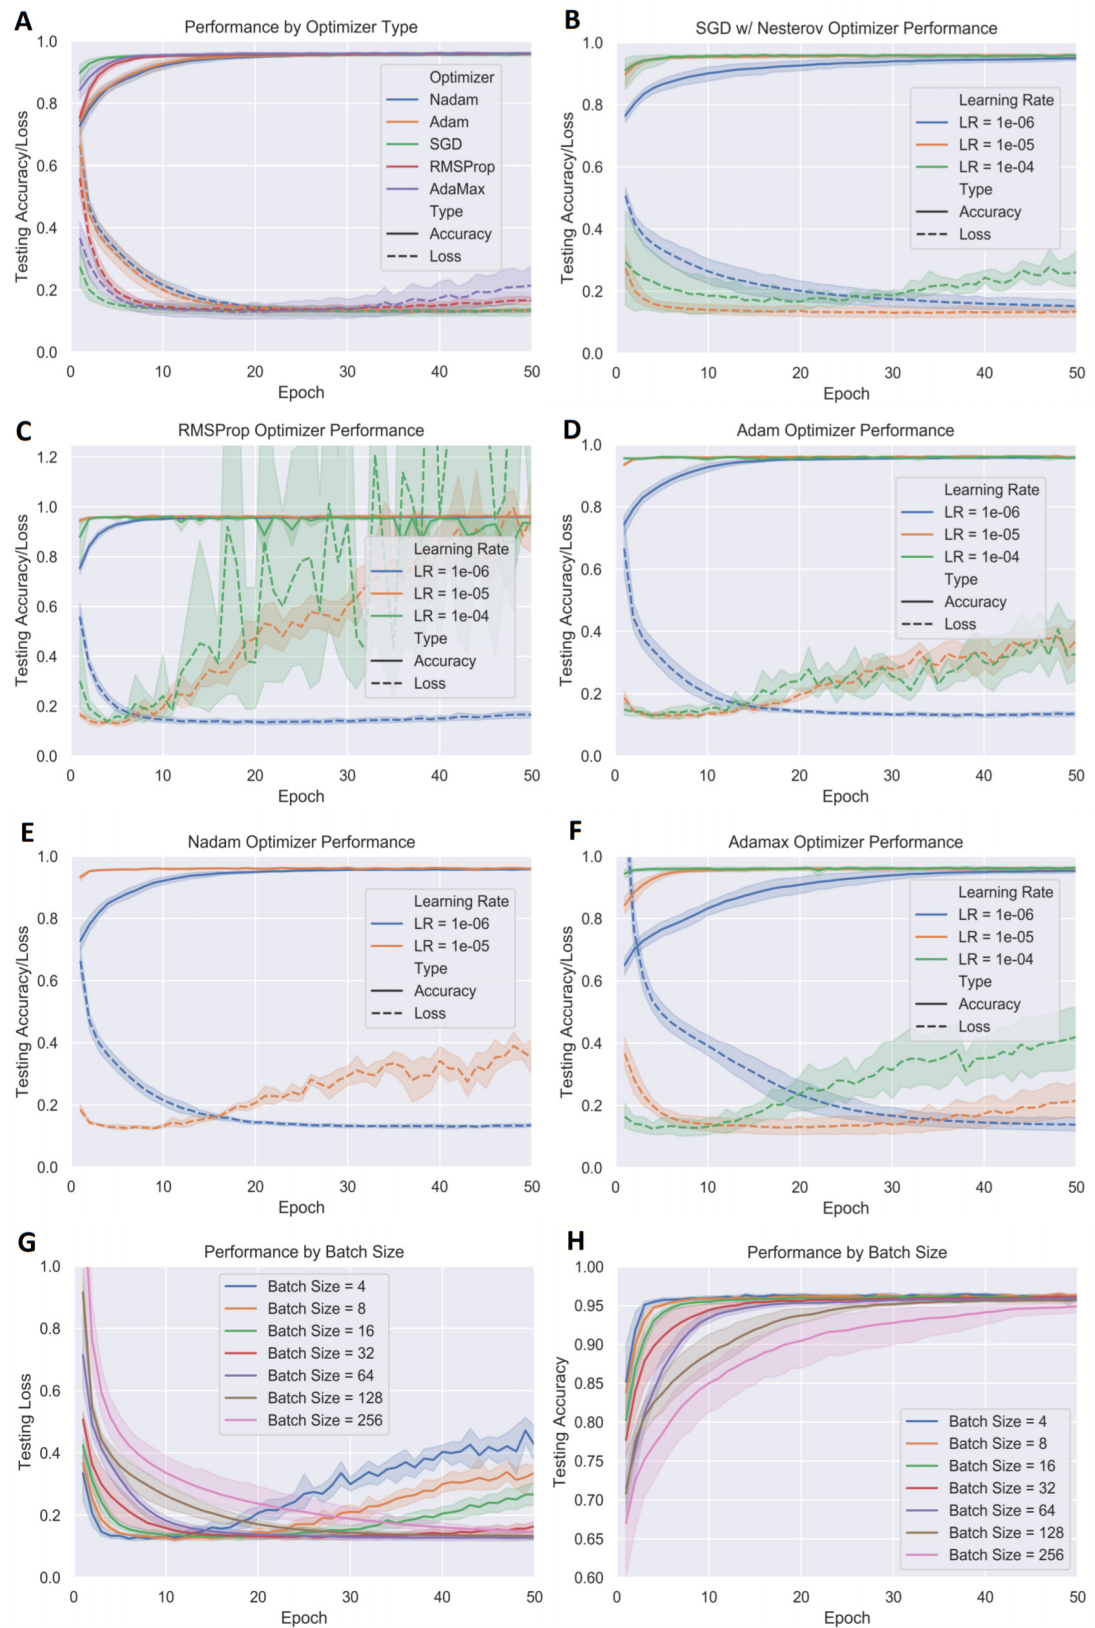 A
Performance by Optimizer Type
1.0
0.8
0.6
0.4
0.2
0.0
Testing Accuracy/Loss
0 10 20 30 40 50
Epoch
Optimizer
Nadam
Adam
SGD
RMSProp
AdaMax
Type
Accuracy
Loss
B
SGD w/ Nesterov Optimizer Performance
1.0
0.8
0.6
0.4
0.2
0.0
Testing Accuracy/Loss
0 10 20 30 40 50
Epoch
Learning Rate
LR = 1e-06
LR = 1e-05
LR = 1e-04
Type
Accuracy
Loss
C
RMSProp Optimizer Performance
1.2
1.0
0.8
0.6
0.4
0.2
0.0
Testing Accuracy/Loss
0 10 20 30 40 50
Epoch
Learning Rate
LR = 1e-06
LR = 1e-05
LR = 1e-04
Type
Accuracy
Loss
D
Adam Optimizer Performance
1.0
0.8
0.6
0.4
0.2
0.0
Testing Accuracy/Loss
0 10 20 30 40 50
Epoch
Learning Rate
LR = 1e-06
LR = 1e-05
LR = 1e-04
Type
Accuracy
Loss
E
Nadam Optimizer Performance
1.0
0.8
0.6
0.4
0.2
0.0
Testing Accuracy/Loss
0 10 20 30 40 50
Epoch
Learning Rate
LR = 1e-06
LR = 1e-05
Type
Accuracy
Loss
F
Adamax Optimizer Performance
1.0
0.8
0.6
0.4
0.2
0.0
Testing Accuracy/Loss
0 10 20 30 40 50
Epoch
Learning Rate
LR = 1e-06
LR = 1e-05
LR = 1e-04
Type
Accuracy
Loss
G
Performance by Batch Size
1.0
0.8
0.6
0.4
0.2
0.0
Testing Loss
0 10 20 30 40 50
Epoch
Batch Size = 4
Batch Size = 8
Batch Size = 16
Batch Size = 32
Batch Size = 64
Batch Size = 128
Batch Size = 256
H
Performance by Batch Size
1.00
0.95
0.90
0.85
0.80
0.75
0.70
0.65
0.60
Testing Accuracy
0 10 20 30 40 50
Epoch
Batch Size = 4
Batch Size = 8
Batch Size = 16
Batch Size = 32
Batch Size = 64
Batch Size = 128
Batch Size = 256